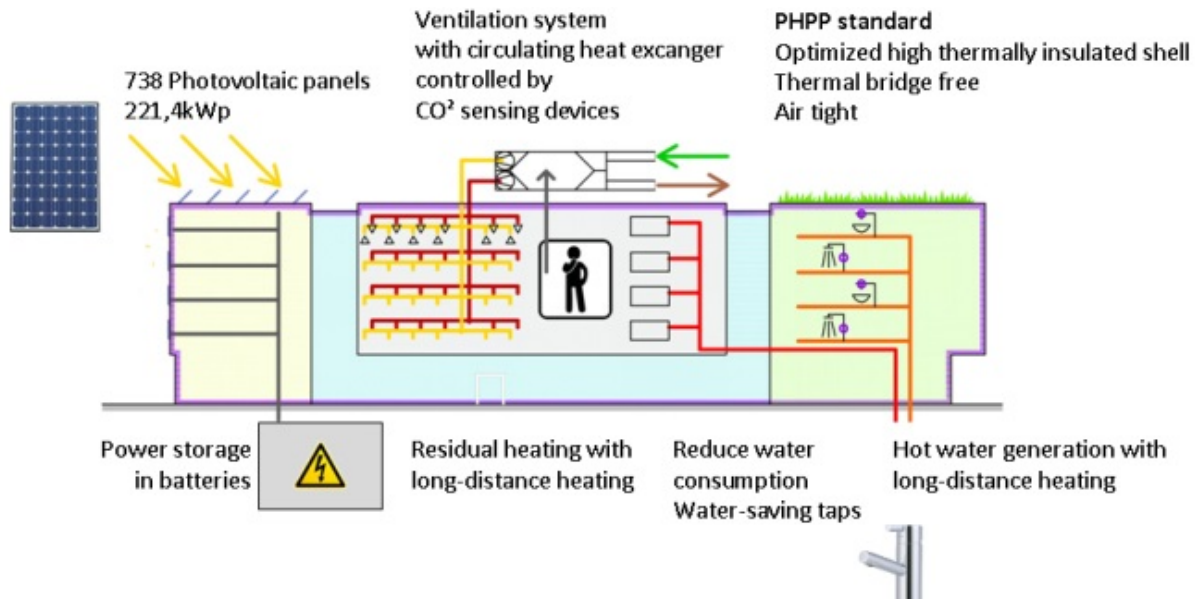 Ventilation system
with circulating heat excanger
controlled by
CO² sensing devices
PHPP standard
Optimized high thermally insulated shell
Thermal bridge free
Air tight
738 Photovoltaic panels
221,4kWp
Power storage
in batteries
Residual heating with
long-distance heating
Reduce water
consumption
Water-saving taps
Hot water generation with
long-distance heating